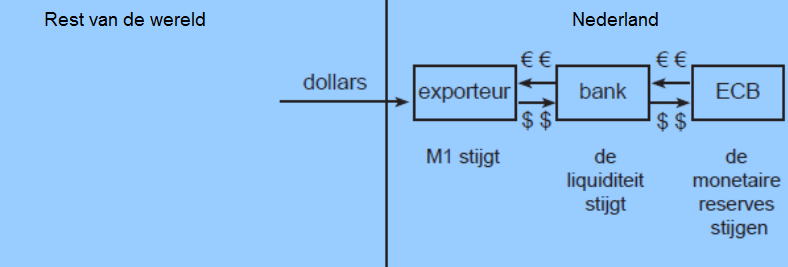 Rest van de wereld
Nederland
dollars
€ €
€ €
exporteur
bank
ECB
$ $
$ $
M1 stijgt
de
liquiditeit
stijgt
de
monetaire
reserves
stijgen